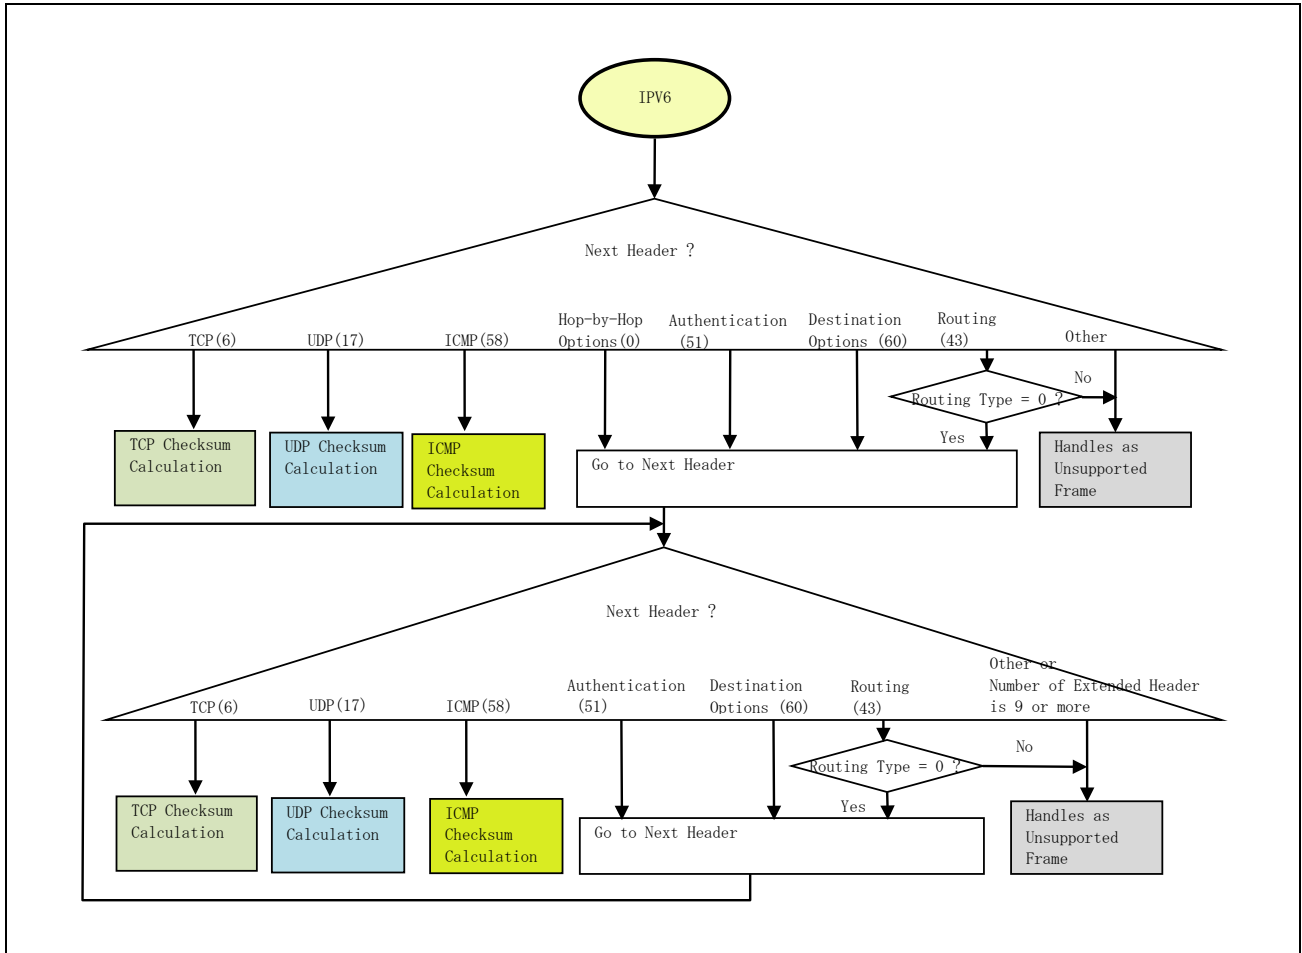 IPV6
Next Header ?
TCP(6)
UDP(17)
ICMP(58)
Hop-by-Hop
Options(0)
Authentication
(51)
Destination
Options (60)
Routing
(43)
Other
No
Routing Type = 0 ?
Yes
TCP Checksum
Calculation
UDP Checksum
Calculation
ICMP
Checksum
Calculation
Go to Next Header
Handles as
Unsupported
Frame
Next Header ?
TCP(6)
UDP(17)
ICMP(58)
Authentication
(51)
Destination
Options (60)
Routing
(43)
Other or
Number of Extended Header
is 9 or more
No
Routing Type = 0 ?
Yes
TCP Checksum
Calculation
UDP Checksum
Calculation
ICMP
Checksum
Calculation
Go to Next Header
Handles as
Unsupported
Frame